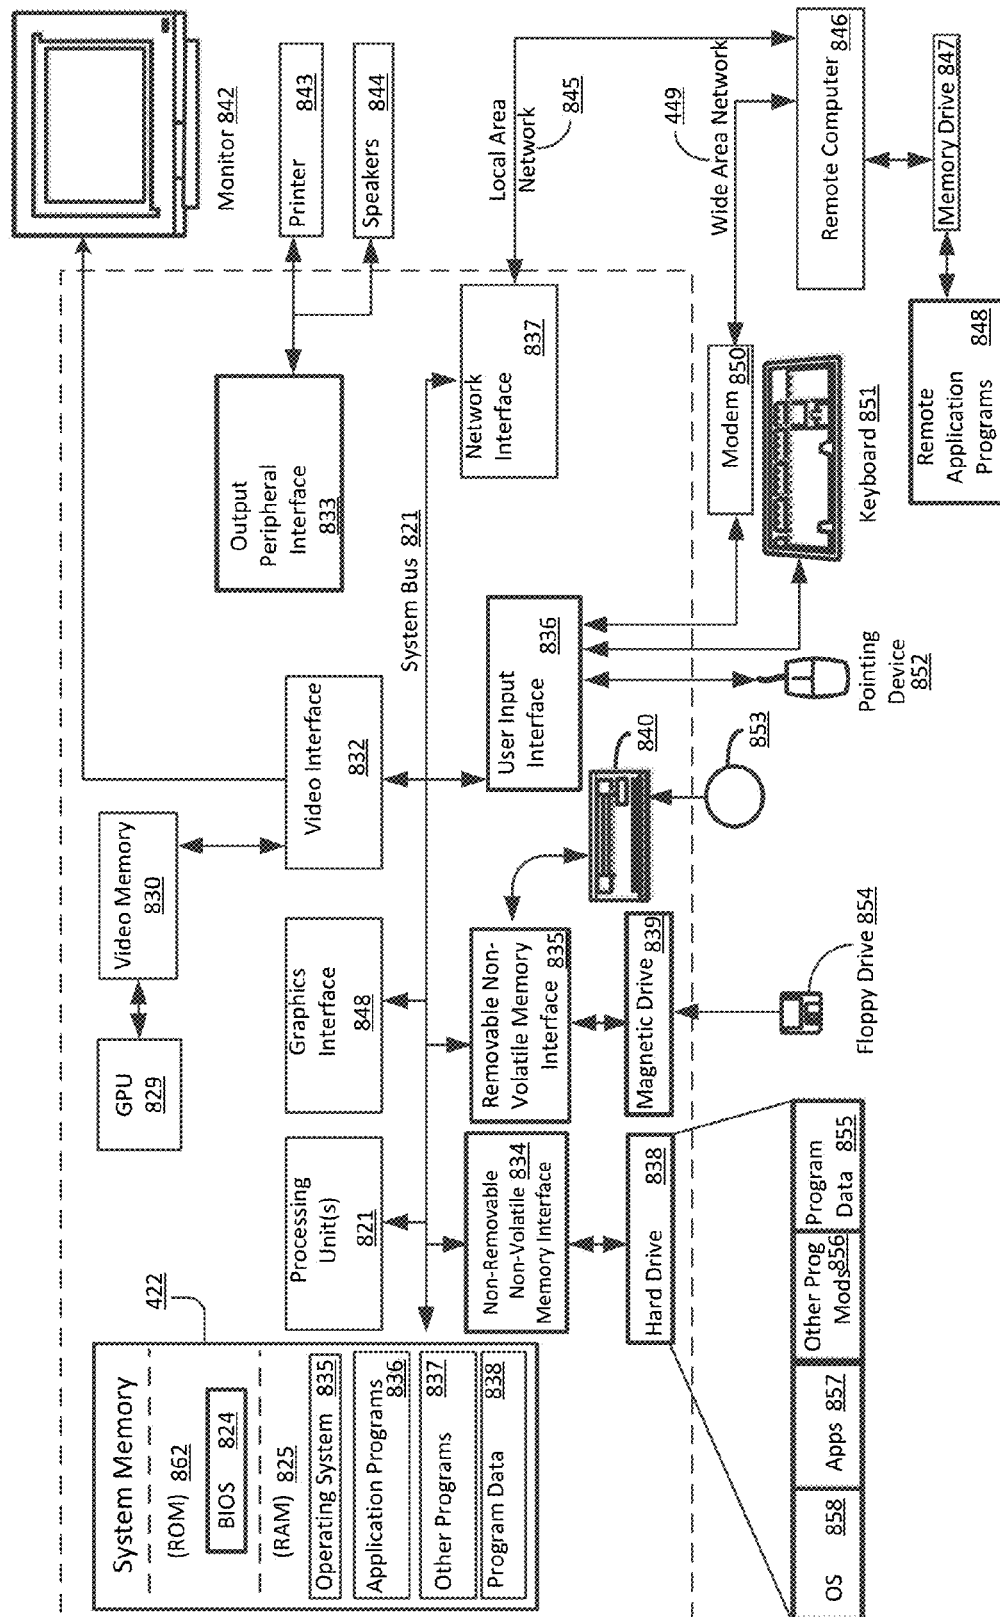 System Memory
422
(ROM) 862
BIOS 824
(RAM) 825
Operating System 835
Application Programs 836
Other Programs 837
Program Data 838
Processing
Unit(s)
821
GPU
829
Video Memory
830
Graphics
Interface
848
Video Interface
832
Output
Peripheral
Interface
833
Monitor 842
Printer 843
Speakers 844
System Bus 821
Non-Removable
Non-Volatile 834
Memory Interface
Removable Non-
Volatile Memory
Interface 835
User Input
Interface 836
Network
Interface 837
Local Area
Network
845
449
Wide Area Network
Hard Drive 838
Magnetic Drive 839
840
853
Modem 850
Remote Computer 846
Memory Drive 847
Remote
Application
Programs
848
Keyboard 851
Pointing
Device
852
Floppy Drive 854
OS 858
Apps 857
Other Prog
Mods 856
Program
Data 855